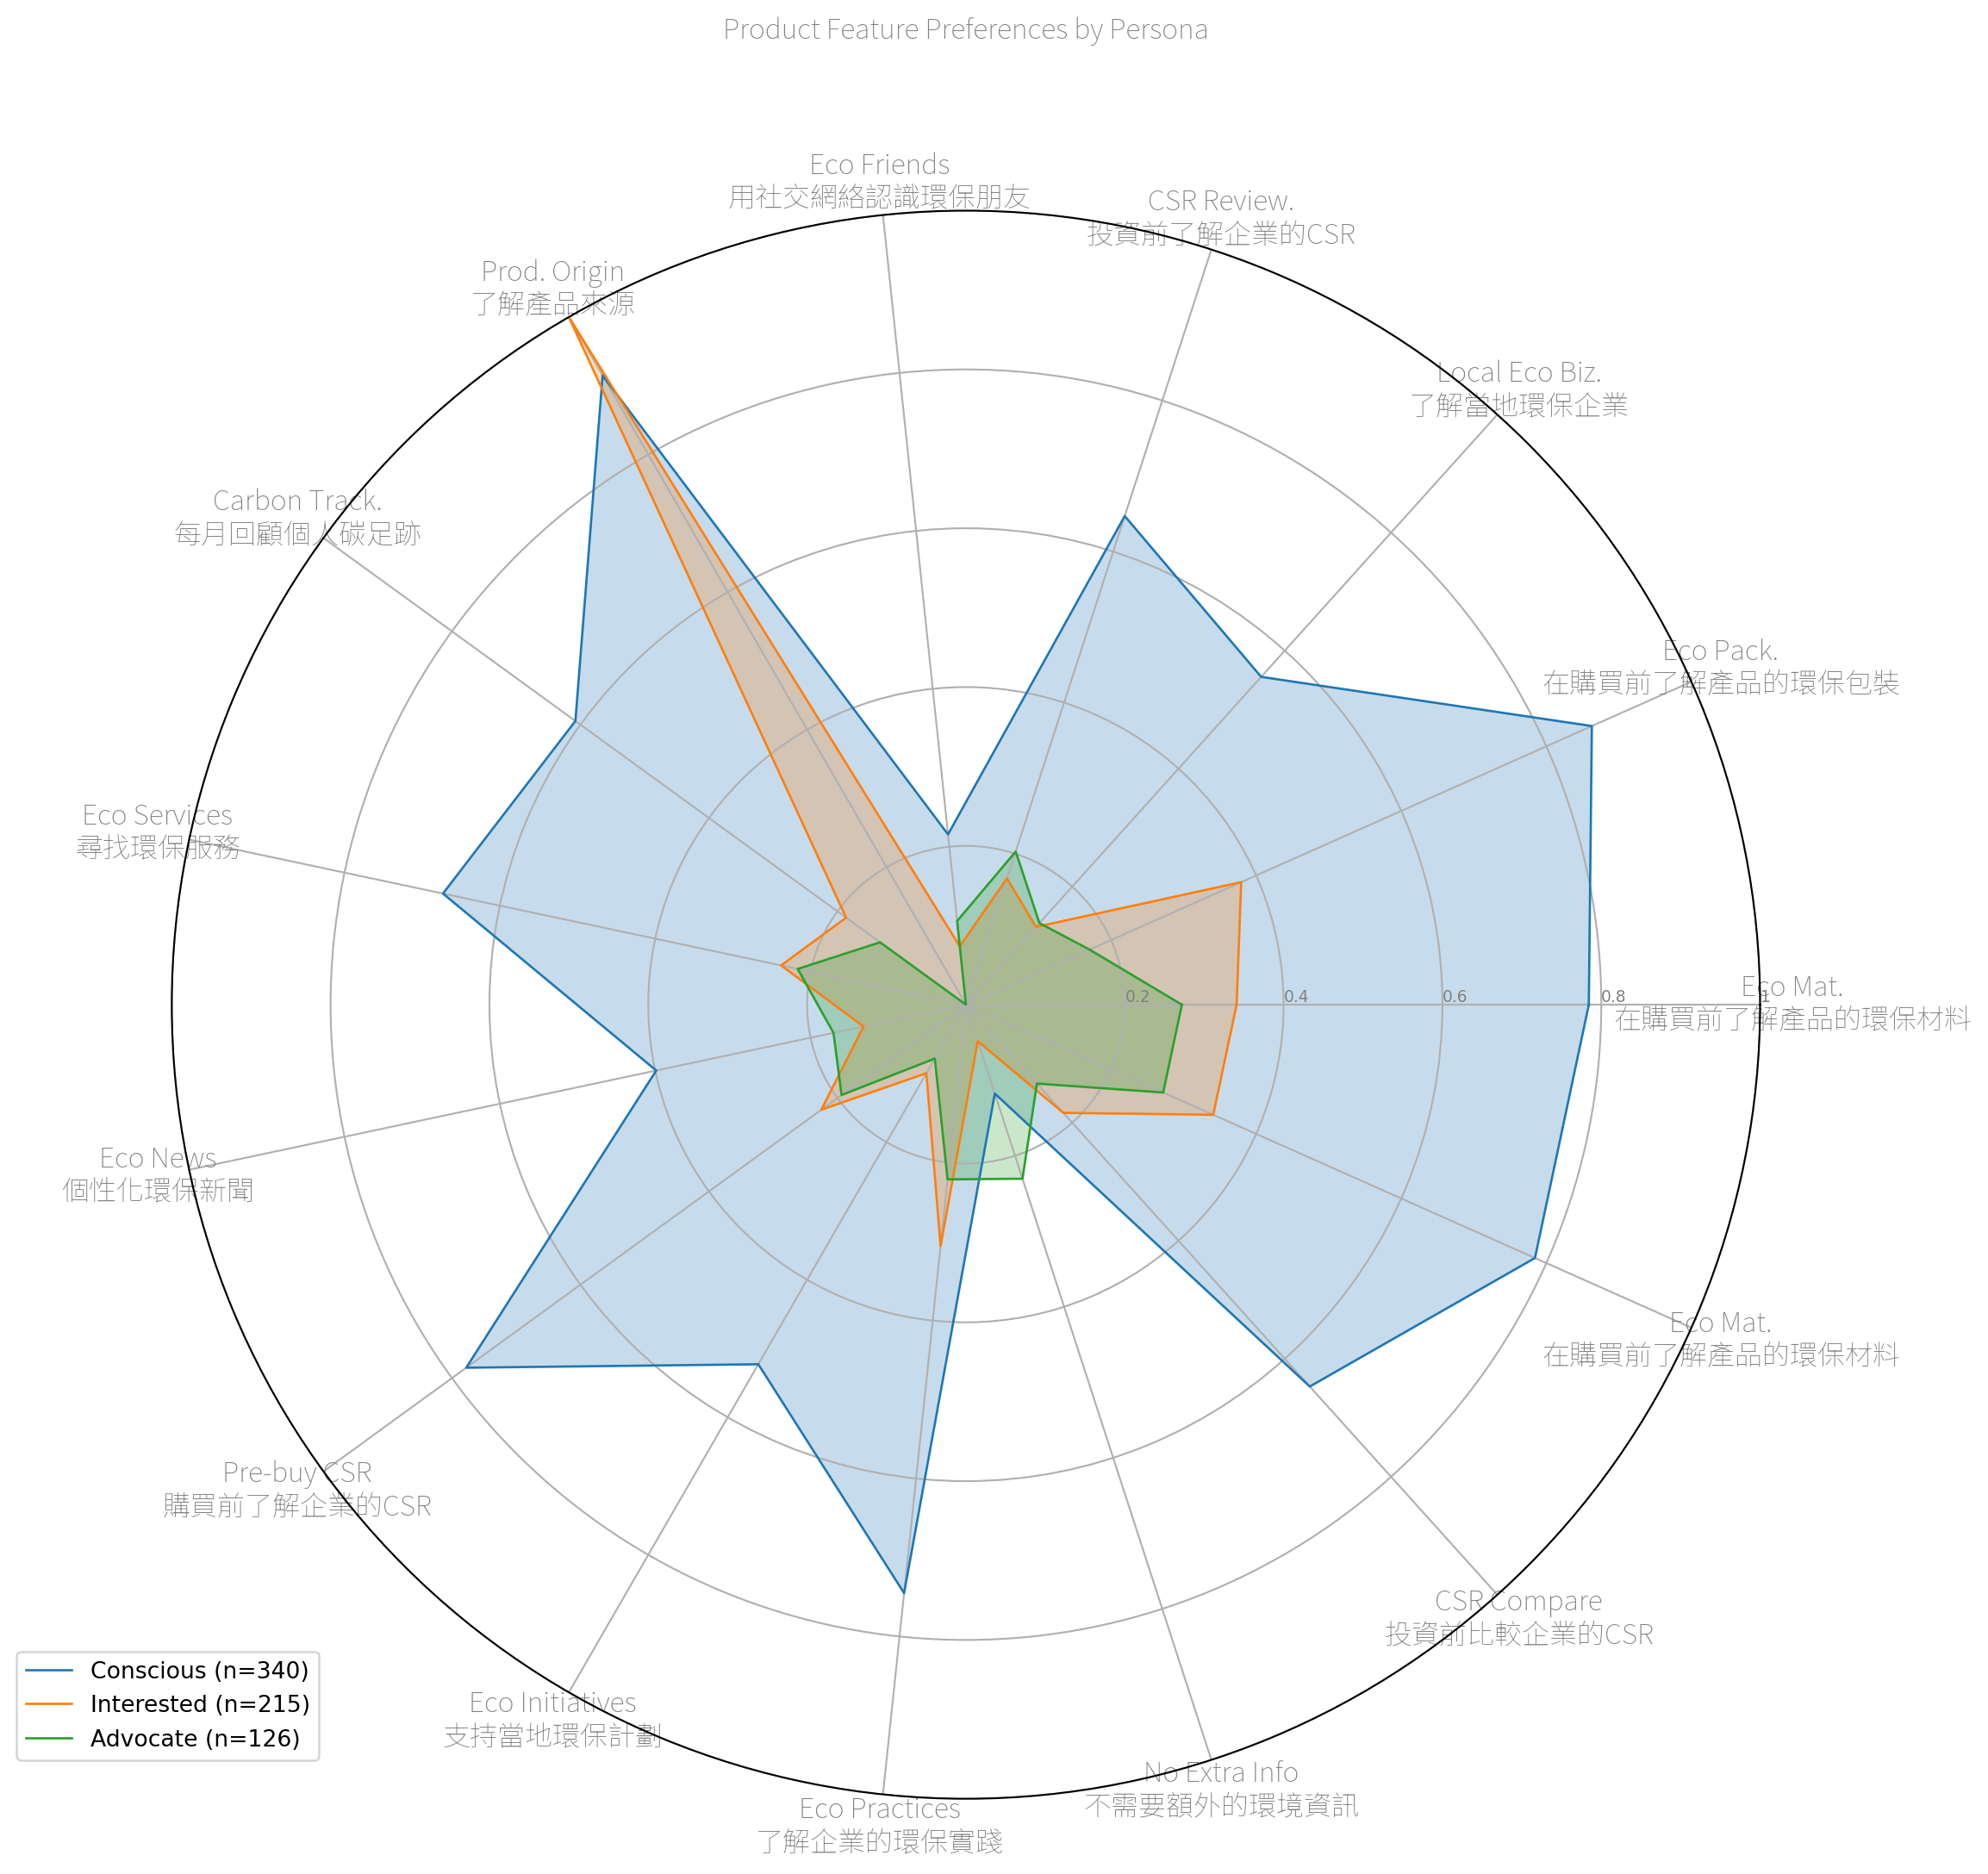 Product Feature Preferences by Persona
Eco Friends
用社交網絡認識環保朋友
CSR Review.
投資前了解企業的CSR
Prod. Origin
了解產品來源
Local Eco Biz.
了解當地環保企業
Carbon Track.
每月回顧個人碳足跡
Eco Pack.
在購買前了解產品的環保包裝
Eco Services
尋找環保服務
Eco Mat.
在購買前了解產品的環保材料
0.2
0.4
0.6
0.8
1
Eco News
個性化環保新聞
Eco Mat.
在購買前了解產品的環保材料
Pre-buy CSR
購買前了解企業的CSR
CSR Compare
投資前比較企業的CSR
Eco Initiatives
支持當地環保計劃
No Extra Info
不需要額外的環境資訊
Eco Practices
了解企業的環保實踐
Conscious (n=340)
Interested (n=215)
Advocate (n=126)